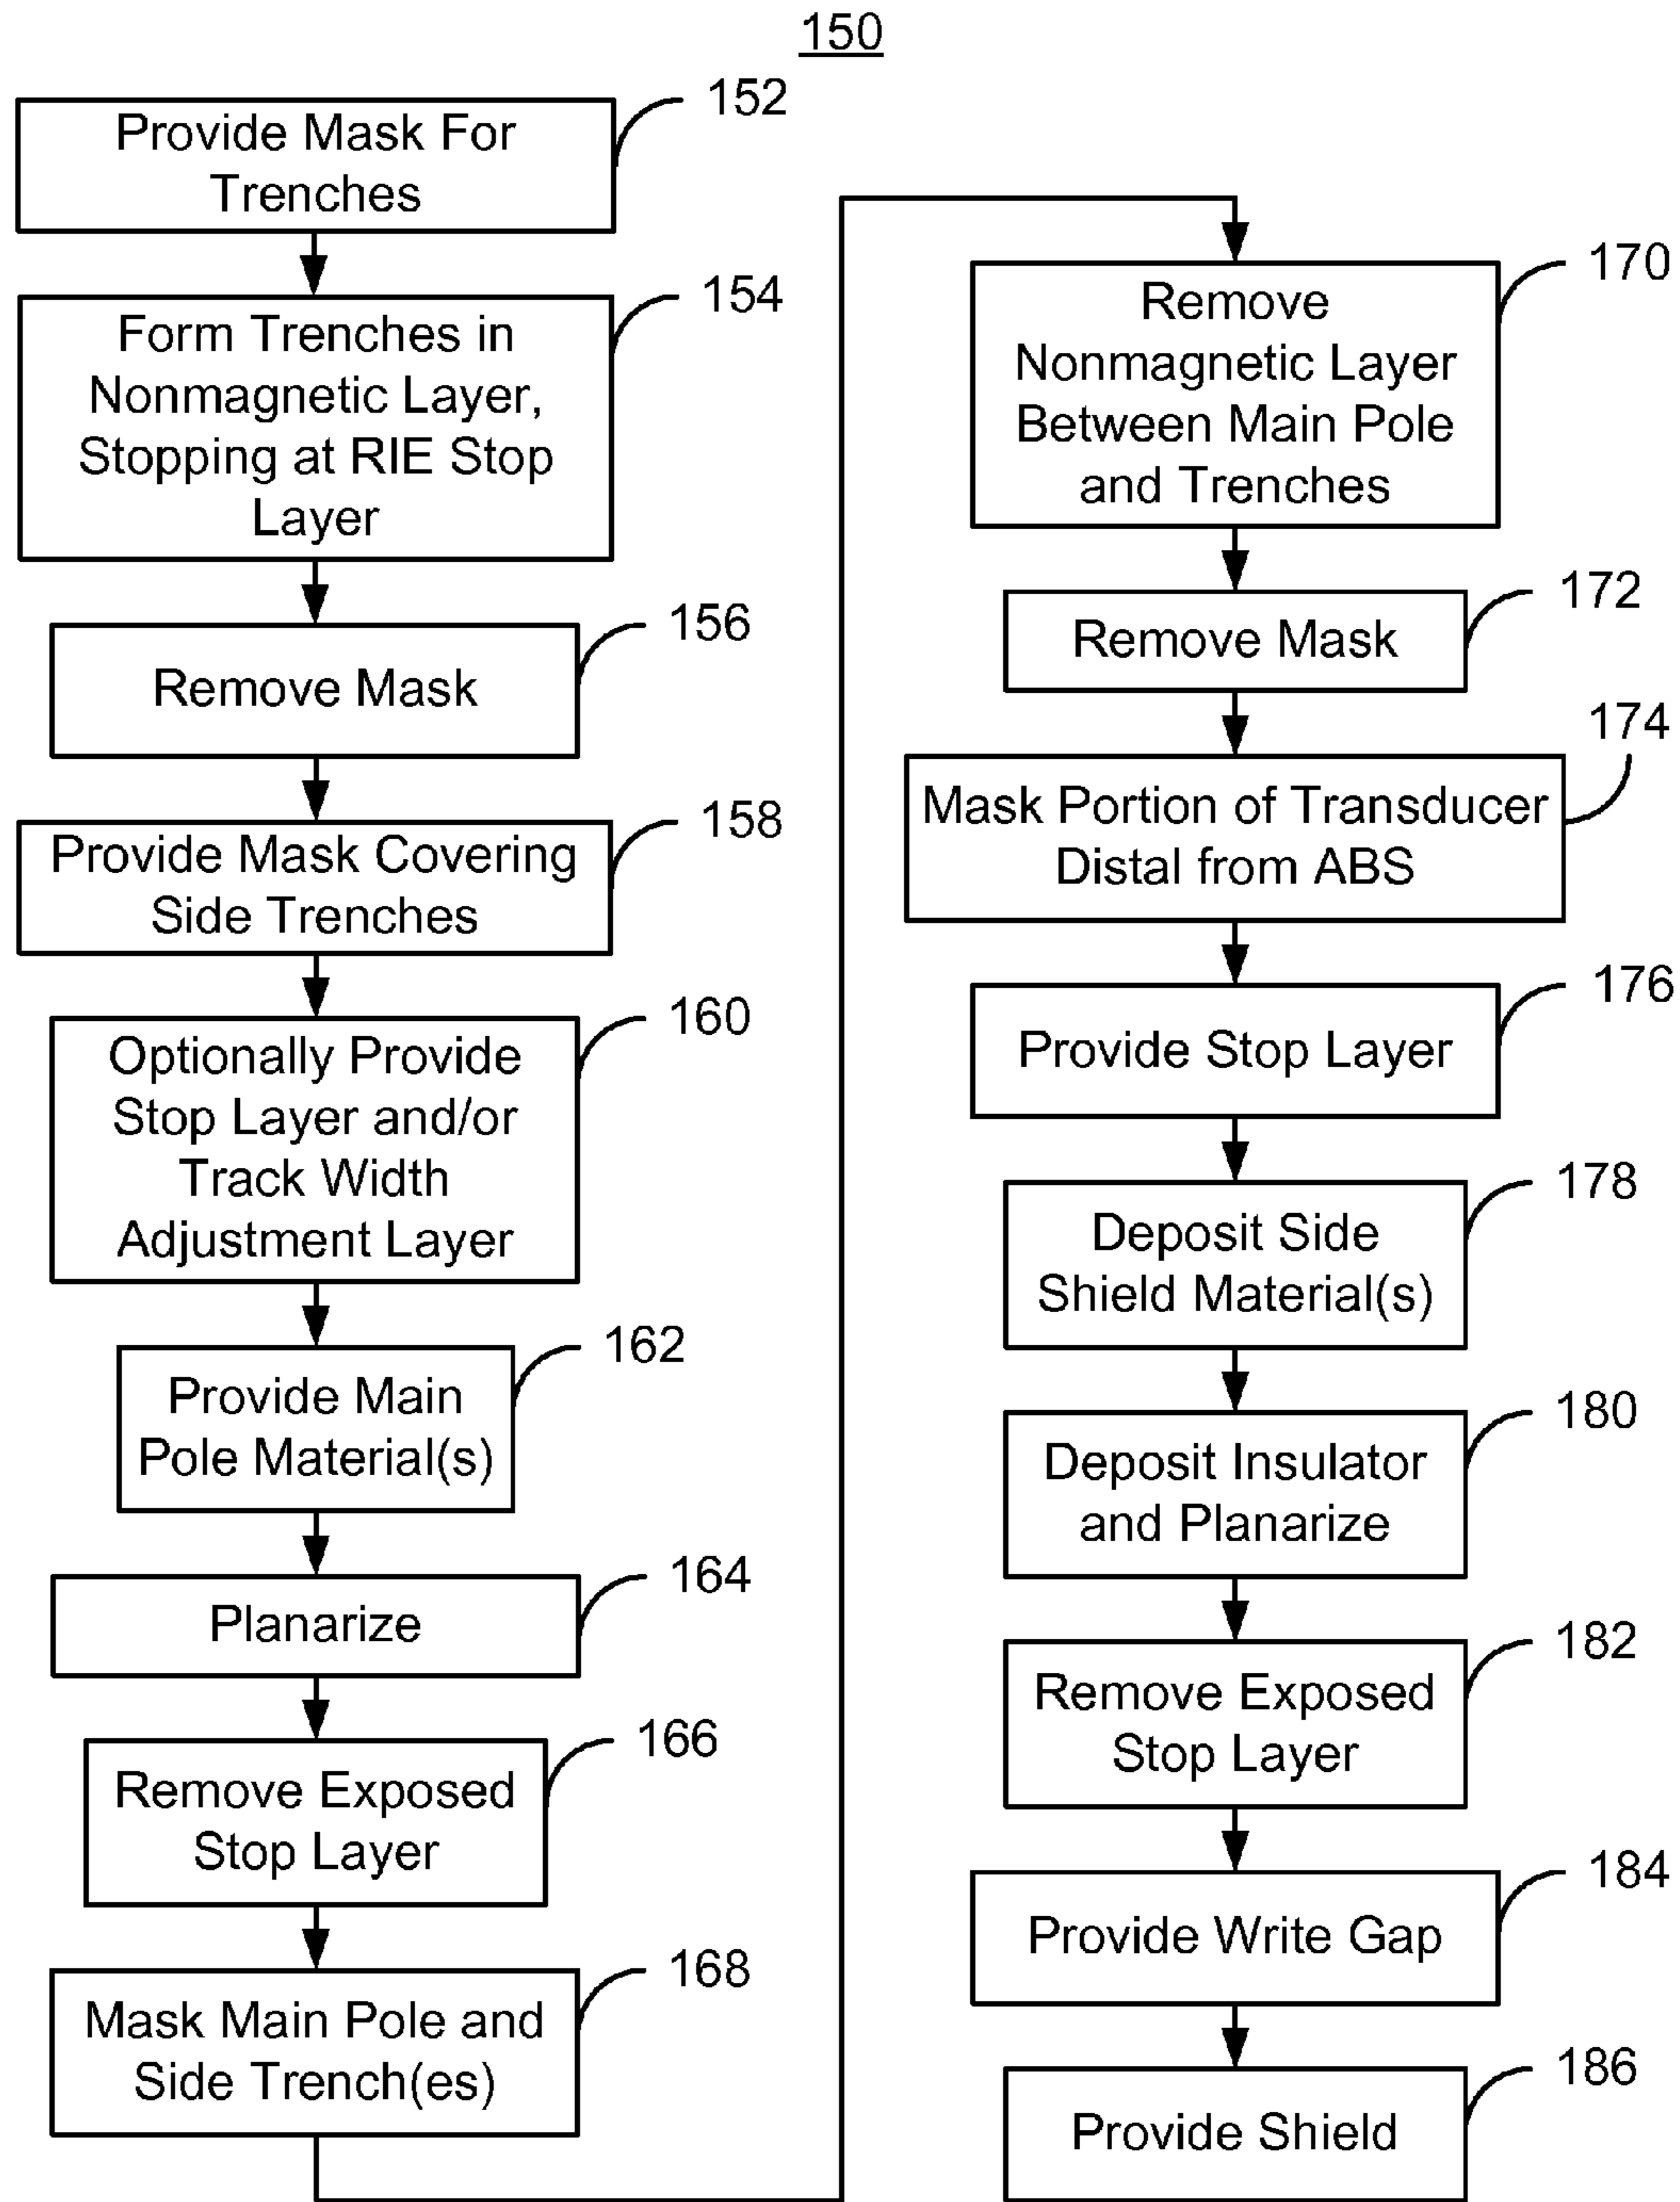 150
152
Provide Mask For
Trenches
154
Form Trenches in
Nonmagnetic Layer,
Stopping at RIE Stop
Layer
156
Remove Mask
158
Provide Mask Covering
Side Trenches
160
Optionally Provide
Stop Layer and/or
Track Width
Adjustment Layer
162
Provide Main
Pole Material(s)
164
Planarize
166
Remove Exposed
Stop Layer
168
Mask Main Pole and
Side Trench(es)
170
Remove
Nonmagnetic Layer
Between Main Pole
and Trenches
172
Remove Mask
174
Mask Portion of Transducer
Distal from ABS
176
Provide Stop Layer
178
Deposit Side
Shield Material(s)
180
Deposit Insulator
and Planarize
182
Remove Exposed
Stop Layer
184
Provide Write Gap
186
Provide Shield